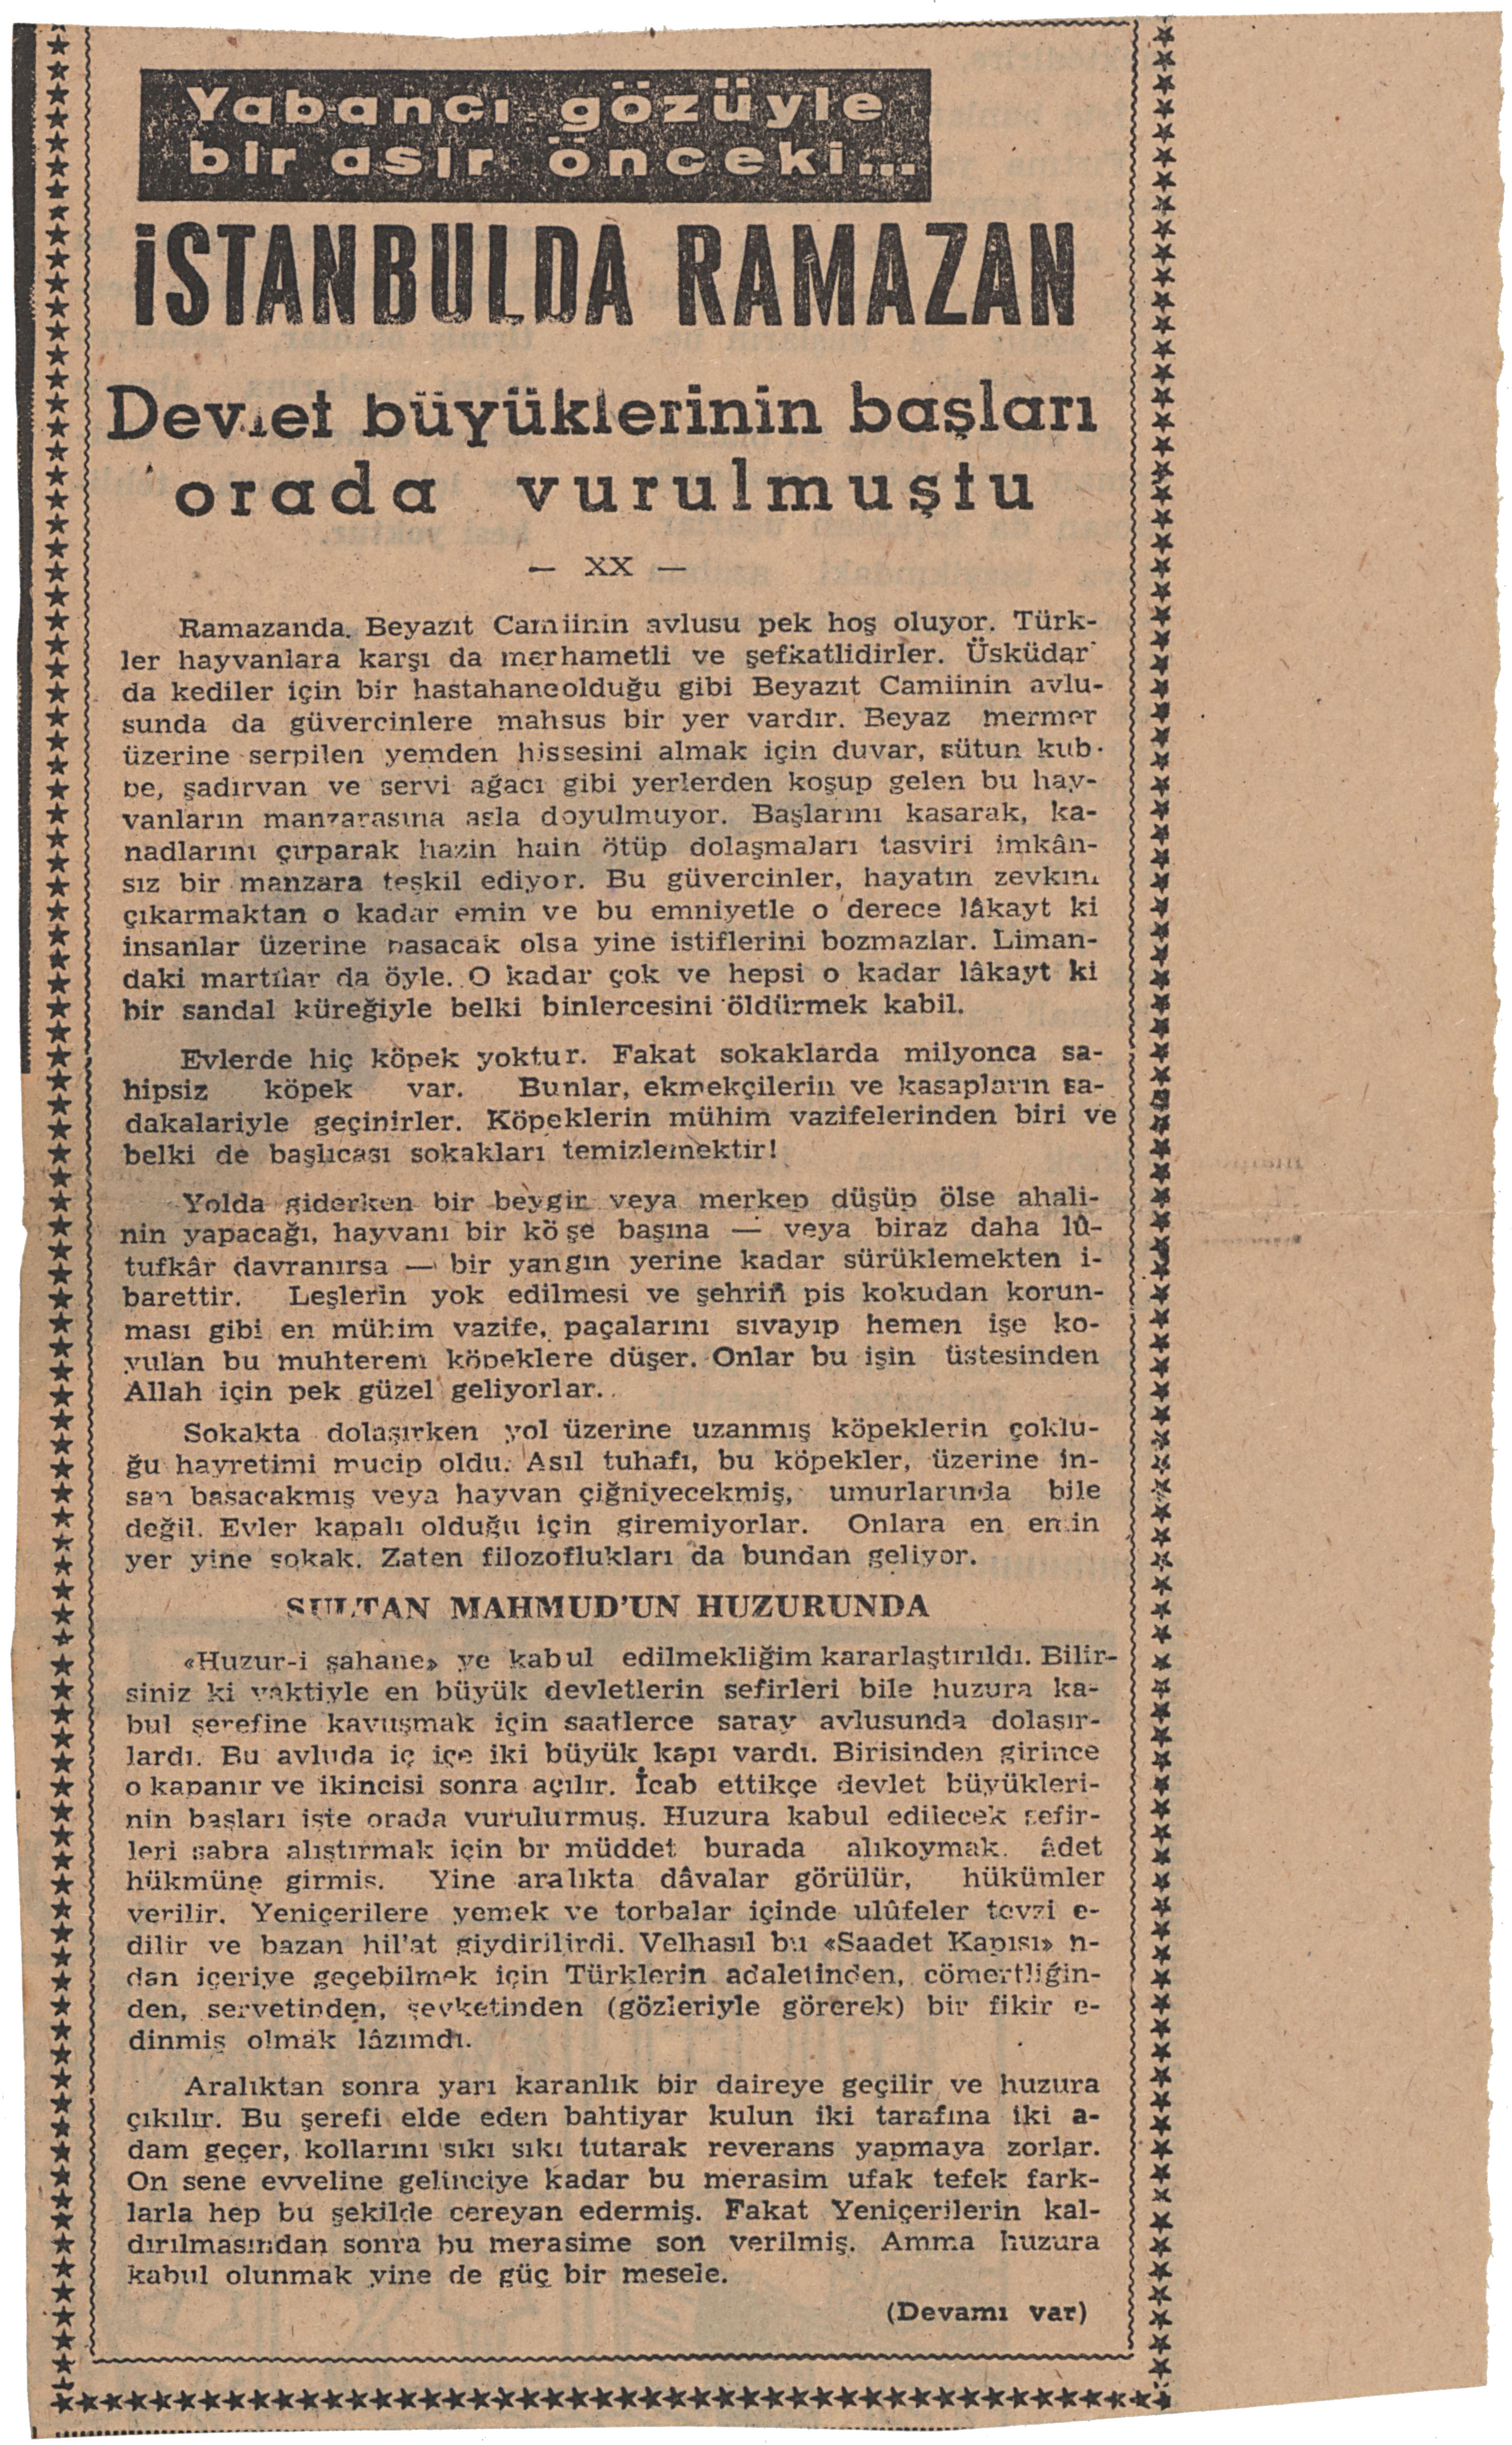 Yabancı gözüyle
bir asır önceki...
İSTANBULDA RAMAZAN
Devlet büyüklerinin başları
orada vurulmuştu
— XX —
Ramazanda. Beyazıt Camiinin avlusu pek hoş oluyor. Türk-
ler hayvanlara karşı da merhametli ve şefkatlidirler. Üsküdar'
da kediler için bir hastahaneolduğu gibi Beyazıt Camiinin avlu-
sunda da güvercinlere mahsus bir yer vardır. Beyaz mermer
üzerine serpilen yemden hissesini almak için duvar, sütun kub-
be, şadırvan ve servi ağacı gibi yerlerden koşup gelen bu hay-
vanların manzarasına asla doyulmuyor. Başlarını kasarak, ka-
nadlarını çırparak hazin hain ötüp dolaşmaları tasviri imkân-
sız bir manzara teşkil ediyor. Bu güvercinler, hayatın zevkını
çıkarmaktan o kadar emin ve bu emniyetle o derece lâkayt ki
insanlar üzerine basacak olsa yine istiflerini bozmazlar. Liman-
daki martılar da öyle. O kadar çok ve hepsi o kadar lâkayt ki
bir sandal küreğiyle belki binlercesini öldürmek kabil.
Evlerde hiç köpek yoktur. Fakat sokaklarda milyonca sa-
hipsiz köpek var. Bunlar, ekmekçilerin ve kasapların sa-
dakalariyle geçinirler. Köpeklerin mühim vazifelerinden biri ve
belki de başlıcası sokakları temizlemektir!
Yolda giderken bir beygir veya merkep düşüp ölse ahali-
nin yapacağı, hayvanı bir kö şe başına — veya biraz daha lû-
tufkâr davranırsa — bir yangın yerine kadar sürüklemekten i-
barettir. Leşlerin yok edilmesi ve şehrin pis kokudan korun-
ması gibi en mühim vazife, paçalarını sıvayıp hemen işe ko-
yulan bu muhterem köpeklere düşer. Onlar bu işin üstesinden
Allah için pek güzel geliyorlar..
Sokakta dolaşırken yol üzerine uzanmış köpeklerin çoklu-
ğu hayretimi mucip oldu. Asıl tuhafı, bu köpekler, üzerine in-
san basacakmış veya hayvan çiğniyecekmiş, umurlarında bile
değil. Evler kapalı olduğu için giremiyorlar. Onlara en emin
yer yine sokak. Zaten filozoflukları da bundan geliyor.
SULTAN MAHMUD'UN HUZURUNDA
«Huzur-i şahane» ye kabul edilmekliğim kararlaştırıldı. Bilir-
siniz ki vaktiyle en büyük devletlerin sefirleri bile huzura ka-
bul şerefine kavuşmak için saatlerce saray avlusunda dolaşır-
lardı. Bu avluda iç içe iki büyük kapı vardı. Birisinden girince
o kapanır ve ikincisi sonra açılır. İcab ettikçe devlet büyükleri-
nin başları işte orada vurulurmuş. Huzura kabul edilecek sefir-
leri sabra alıştırmak için br müddet burada alıkoymak. âdet
hükmüne girmiş. Yine aralıkta dâvalar görülür, hükümler
verilir. Yeniçerilere yemek ve torbalar içinde ulûfeler tevzi e-
dilir ve bazan hil'at giydirilirdi. Velhasıl bu «Saadet Kapısı» n-
dan içeriye geçebilmek için Türklerin adaletinden, cömertliğin-
den, servetinden, şevketinden (gözleriyle görerek) bir fikir e-
dinmiş olmak lâzımdı.
Aralıktan sonra yarı karanlık bir daireye geçilir ve huzura
çıkılır. Bu şerefi elde eden bahtiyar kulun iki tarafına iki a-
dam geçer, kollarını sıkı sıkı tutarak reverans yapmaya zorlar.
On sene evveline gelinciye kadar bu merasim ufak tefek fark-
larla hep bu şekilde cereyan edermiş. Fakat Yeniçerilerin kal-
dırılmasından sonra bu merasime son verilmiş. Amma huzura
kabul olunmak yine de güç bir mesele.
(Devamı var)